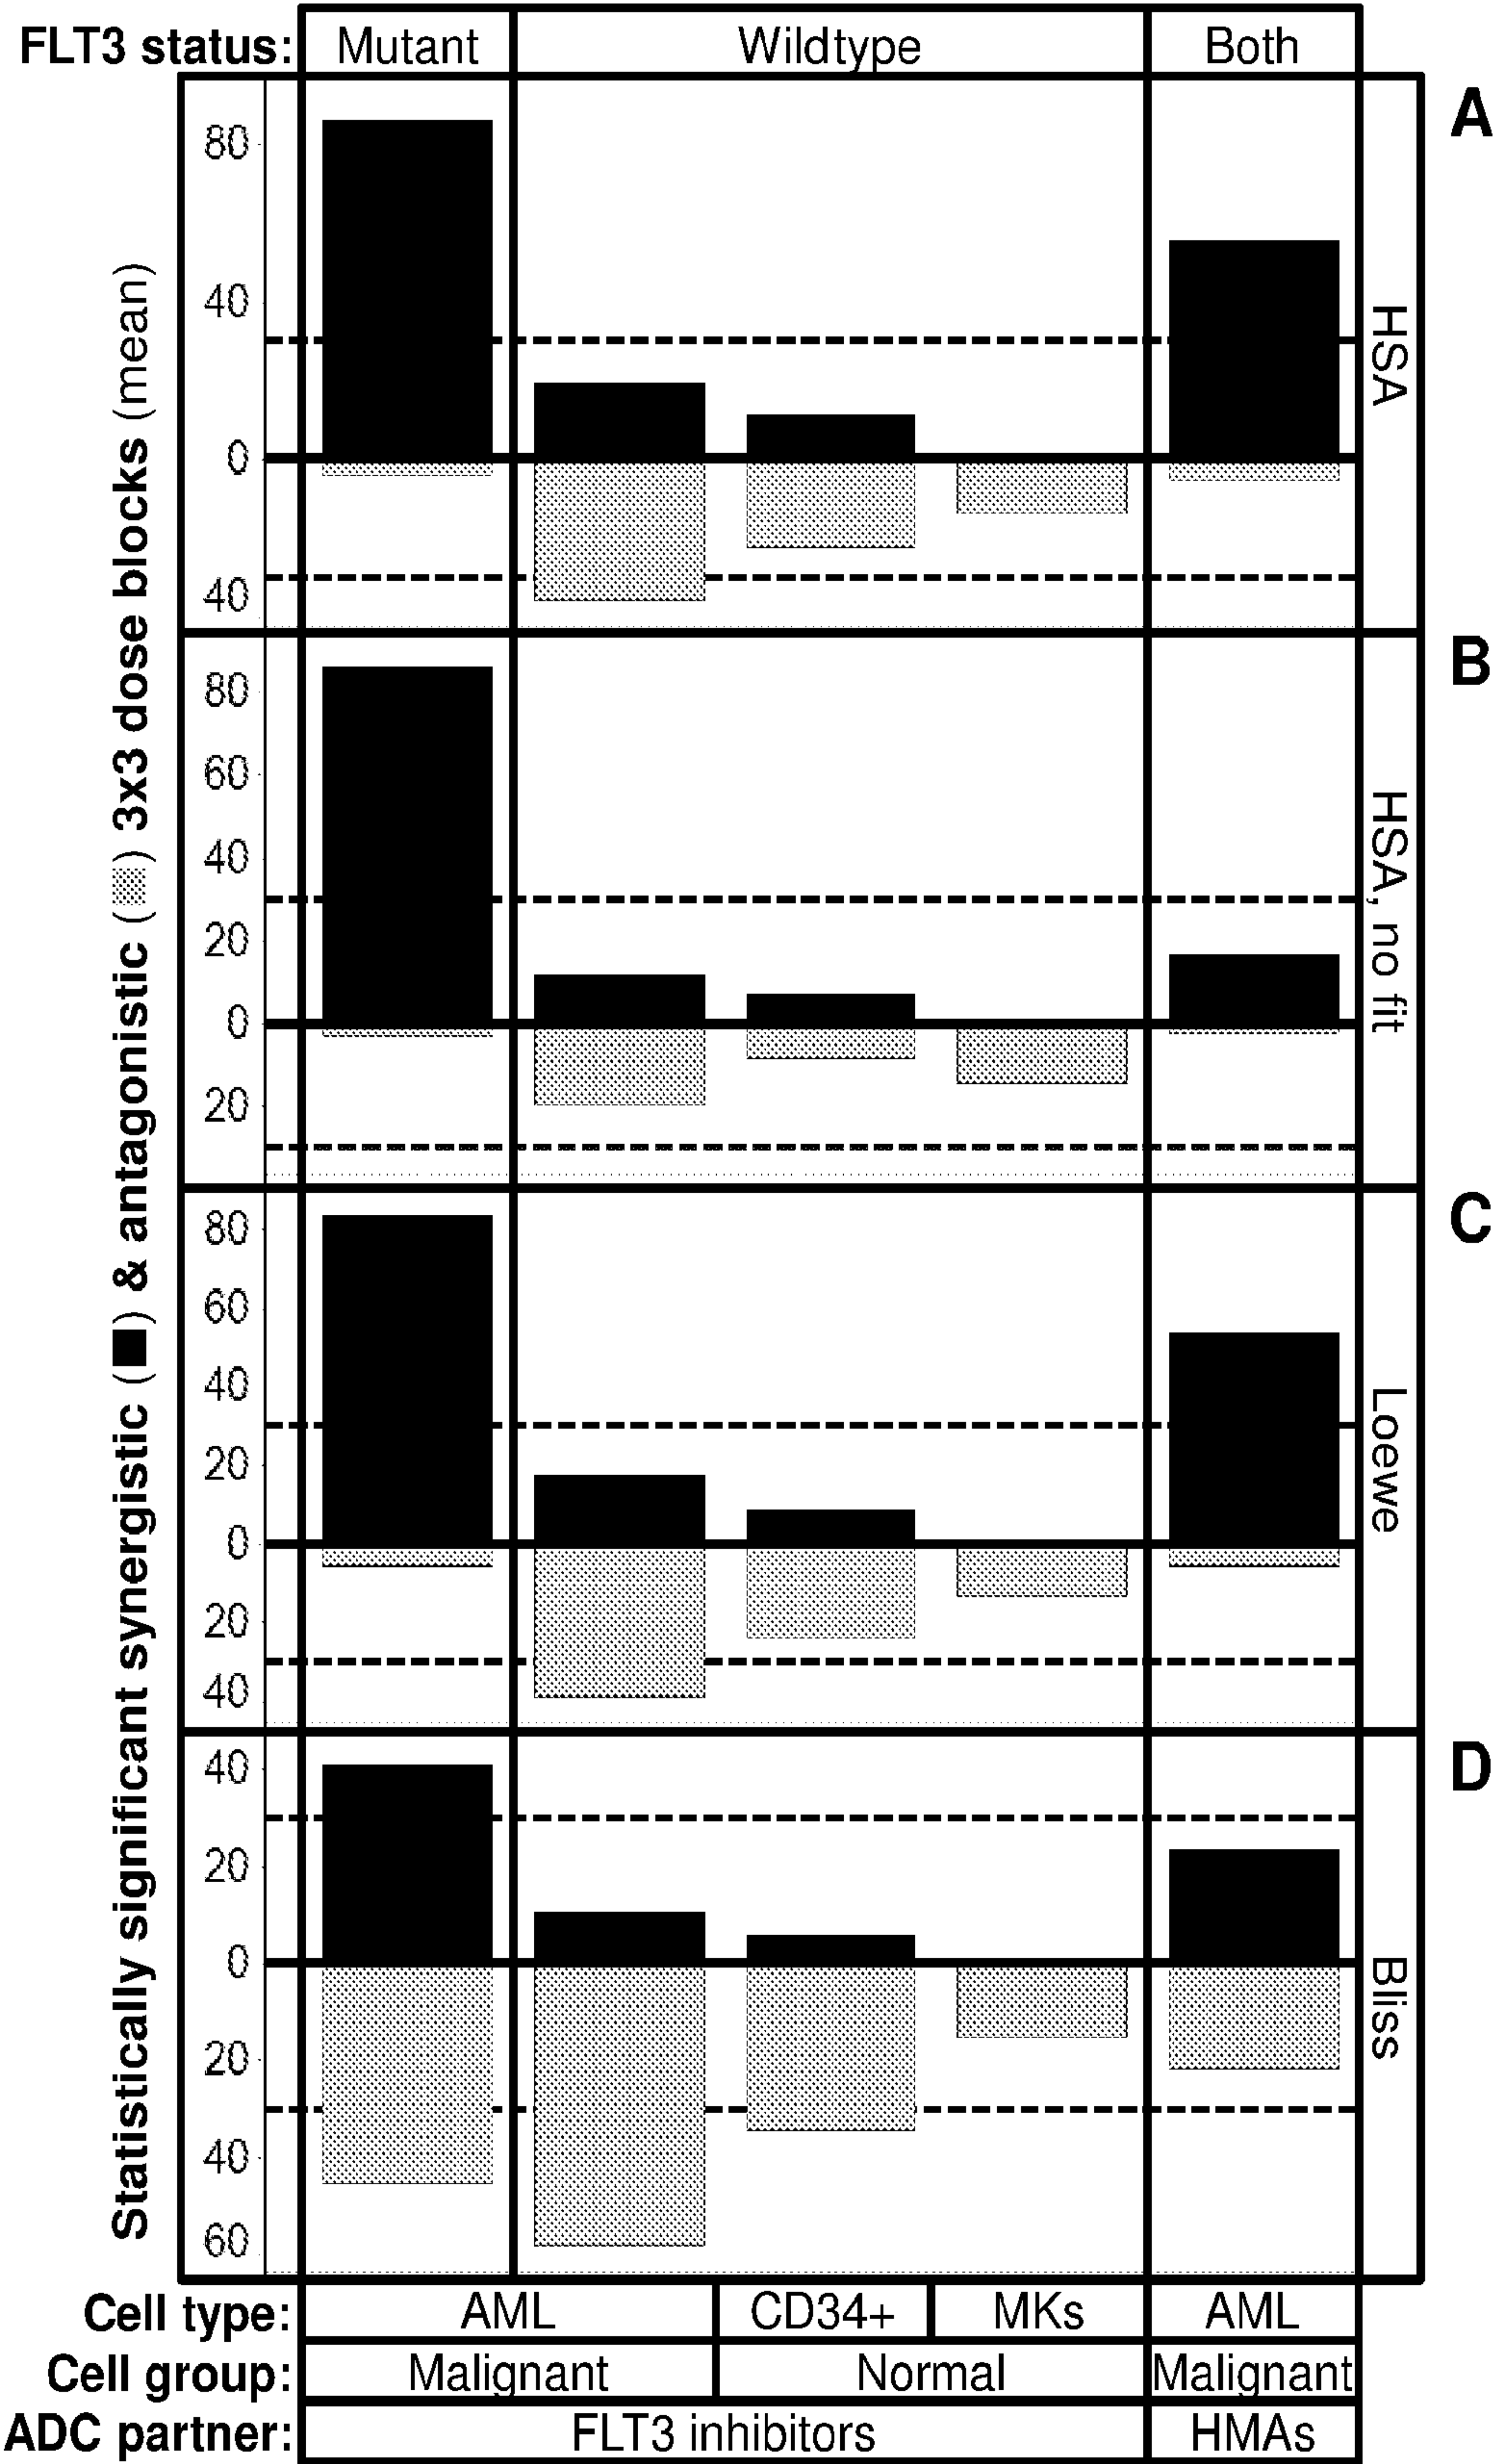 FLT3 status: Mutant Wildtype Both
Statistically significant synergistic (■) & antagonistic (▒) 3x3 dose blocks (mean)
A
80
40
0
40
HSA
B
80
60
40
20
0
20
HSA, no fit
C
80
60
40
20
0
20
40
Loewe
D
40
20
0
20
40
60
Bliss
Cell type: AML CD34+ MKs AML
Cell group: Malignant Normal Malignant
ADC partner: FLT3 inhibitors HMAs